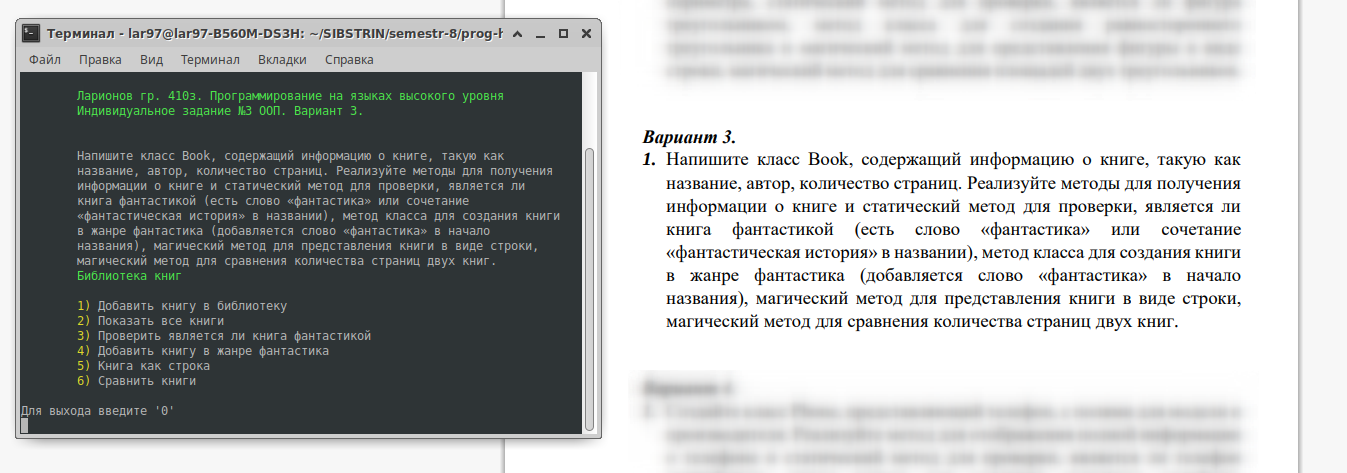 Терминал - lar97@lar97-B560M-DS3H: ~/SIBSTRIN/semestr-8/prog-h
Файл Правка Вид Терминал Вкладки Справка
Ларионов гр. 410з. Программирование на языках высокого уровня
Индивидуальное задание №3 ООП. Вариант 3.
Напишите класс Book, содержащий информацию о книге, такую как
название, автор, количество страниц. Реализуйте методы для получения
информации о книге и статический метод для проверки, является ли
книга фантастикой (есть слово «фантастика» или сочетание
«фантастическая история» в названии), метод класса для создания книги
в жанре фантастика (добавляется слово «фантастика» в начало
названия), магический метод для представления книги в виде строки,
магический метод для сравнения количества страниц двух книг.
Библиотека книг
1) Добавить книгу в библиотеку
2) Показать все книги
3) Проверить является ли книга фантастикой
4) Добавить книгу в жанре фантастика
5) Книга как строка
6) Сравнить книги
Для выхода введите '0'
Вариант 3.
1. Напишите класс Book, содержащий информацию о книге, такую как
название, автор, количество страниц. Реализуйте методы для получения
информации о книге и статический метод для проверки, является ли
книга фантастикой (есть слово «фантастика» или сочетание
«фантастическая история» в названии), метод класса для создания книги
в жанре фантастика (добавляется слово «фантастика» в начало
названия), магический метод для представления книги в виде строки,
магический метод для сравнения количества страниц двух книг.